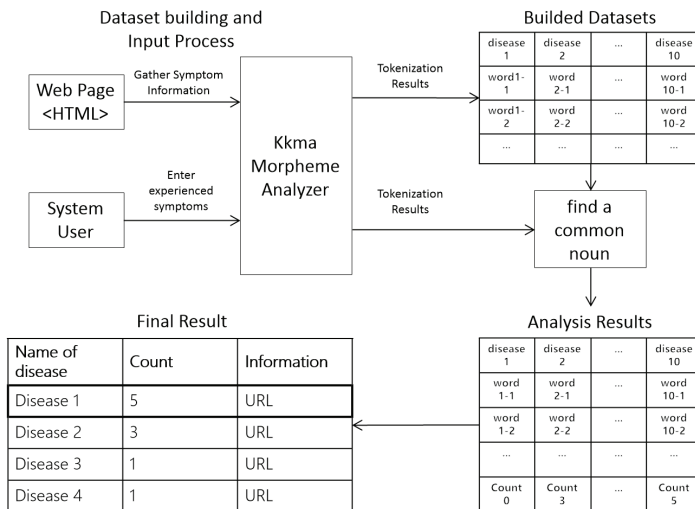 Dataset building and
Input Process
Builded Datasets
Web Page
<HTML>
Gather Symptom
Information
System
User
Enter
experienced
symptoms
Kkma
Morpheme
Analyzer
Tokenization
Results
Tokenization
Results
disease
1
disease
2
...
disease
10
word1-
1
word
2-1
...
word
10-1
word1-
2
word
2-2
...
word
10-2
...
...
...
...
find a
common
noun
Analysis Results
disease
1
disease
2
...
disease
10
word
1-1
word
2-1
...
word
10-1
word
1-2
word
2-2
...
word
10-2
...
...
...
...
Count
0
Count
3
...
Count
5
Final Result
Name of
disease
Count
Information
Disease 1
5
URL
Disease 2
3
URL
Disease 3
1
URL
Disease 4
1
URL